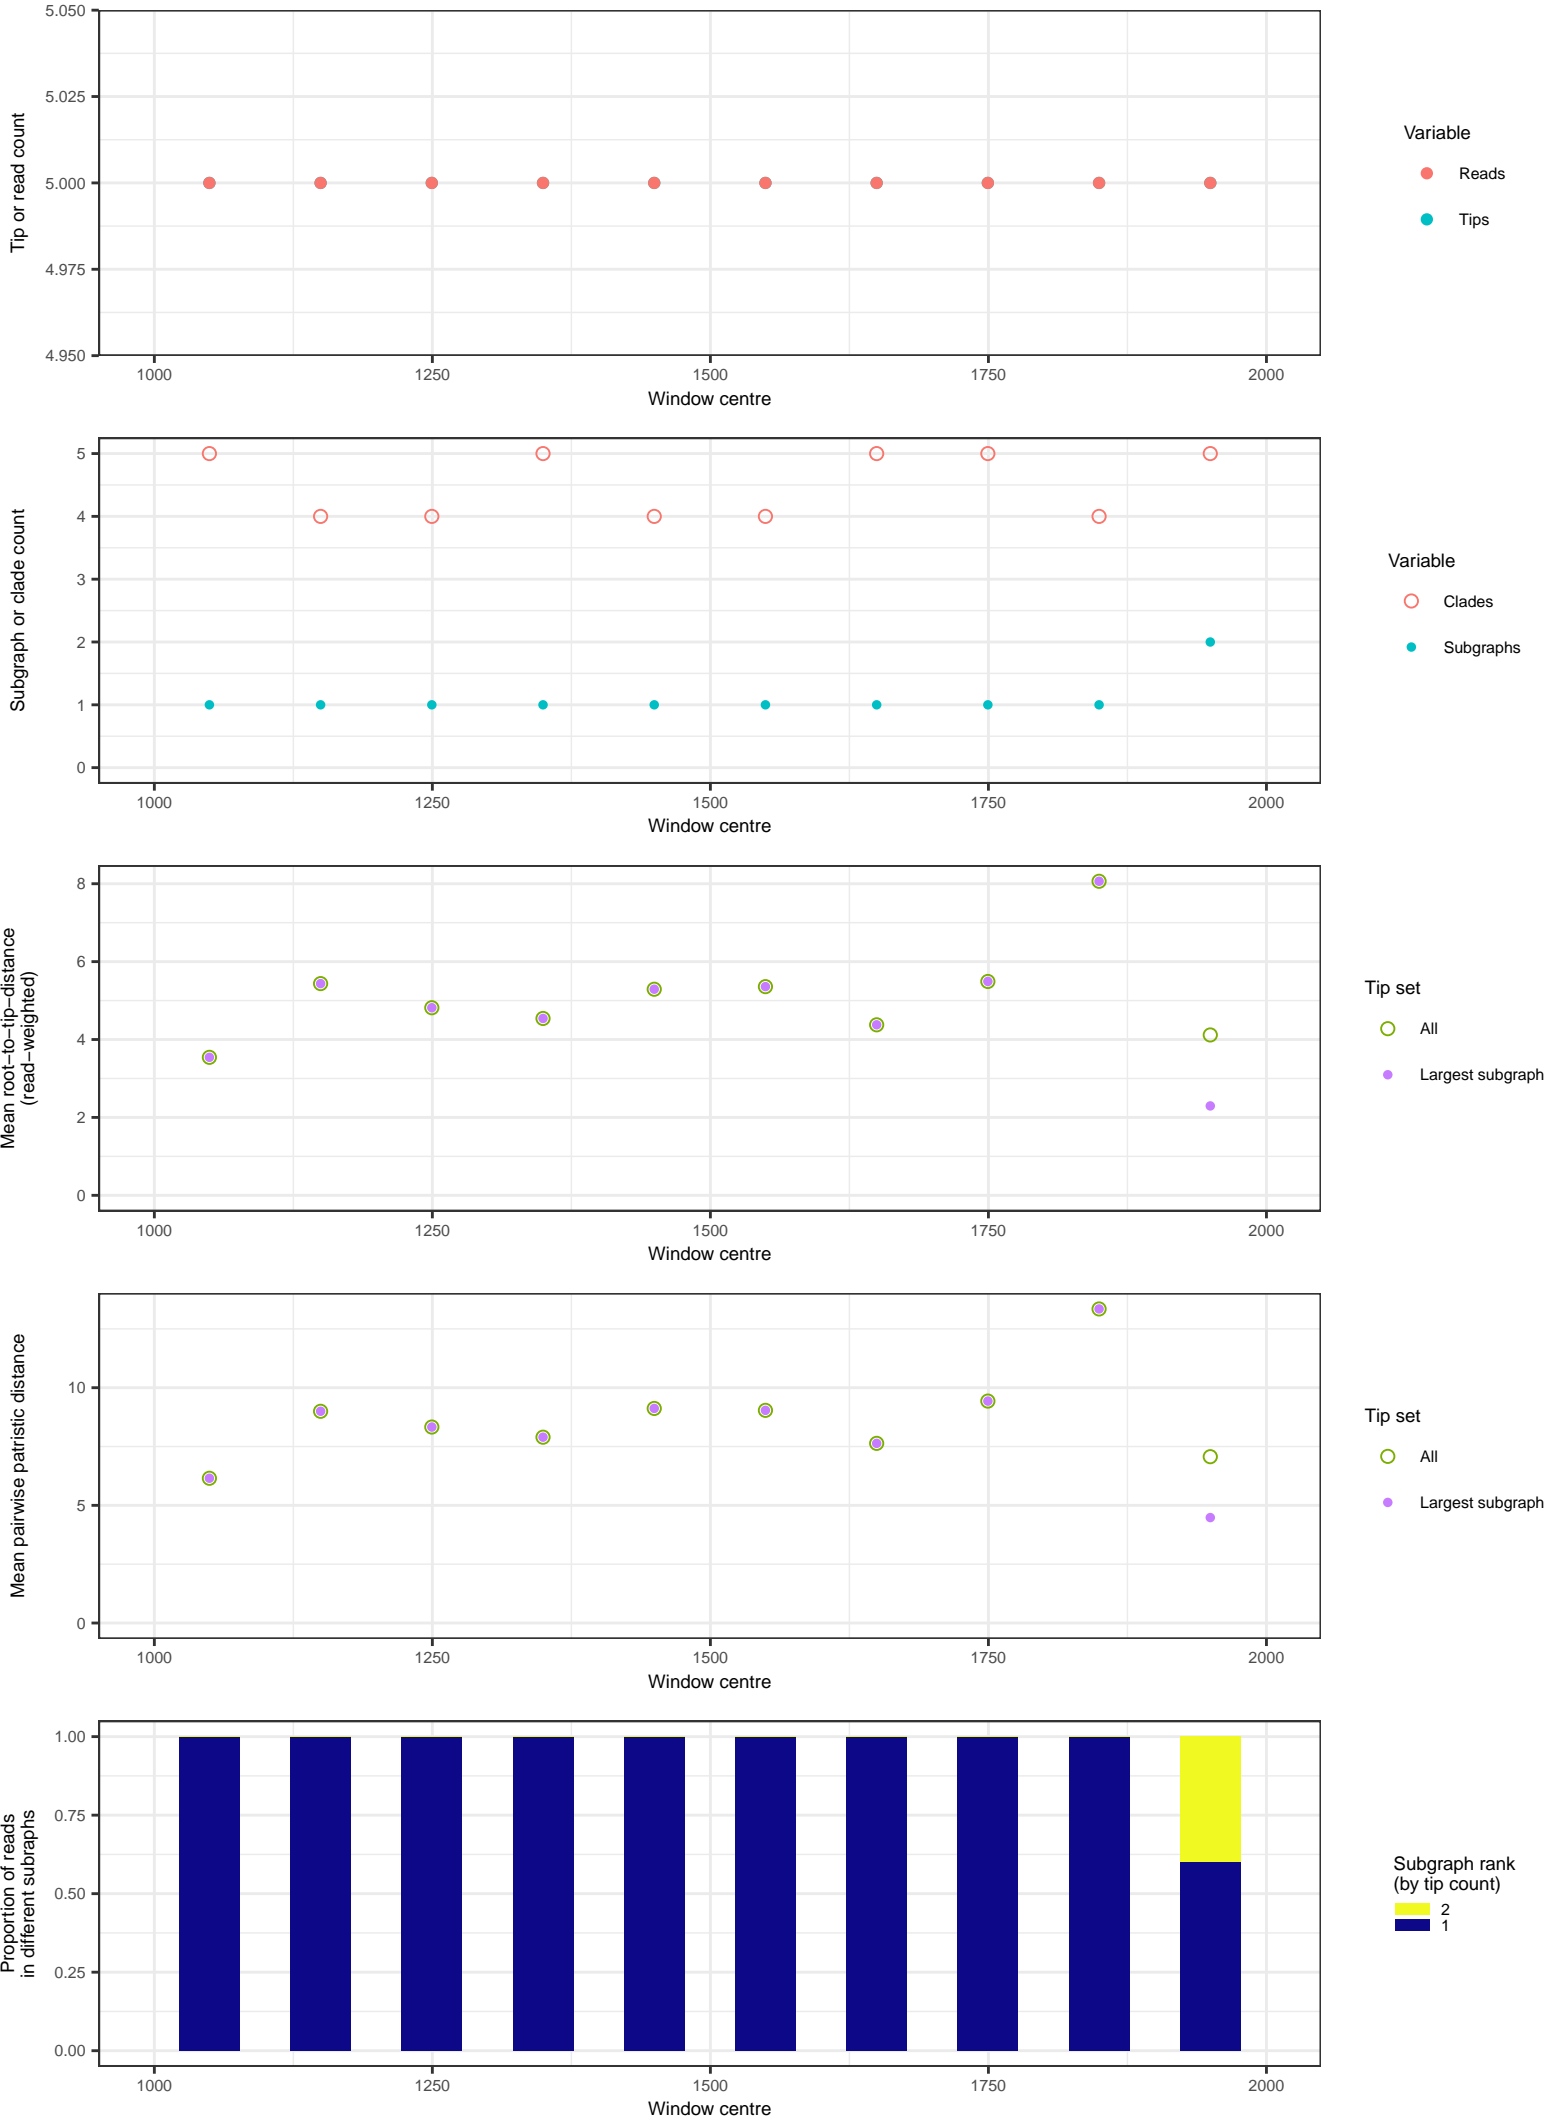 5.050
5.025
5.000
4.975
4.950
Tip or read count
1000 1250 1500 1750 2000
Window centre
Variable
Reads
Tips
5
4
3
2
1
0
Subgraph or clade count
1000 1250 1500 1750 2000
Window centre
Variable
Clades
Subgraphs
8
6
4
2
0
Mean root−to−tip−distance
(read−weighted)
1000 1250 1500 1750 2000
Window centre
Tip set
All
Largest subgraph
10
5
0
Mean pairwise patristic distance
1000 1250 1500 1750 2000
Window centre
Tip set
All
Largest subgraph
1.00
0.75
0.50
0.25
0.00
Proportion of reads
in different subraphs
1000 1250 1500 1750 2000
Window centre
Subgraph rank
(by tip count)
2
1